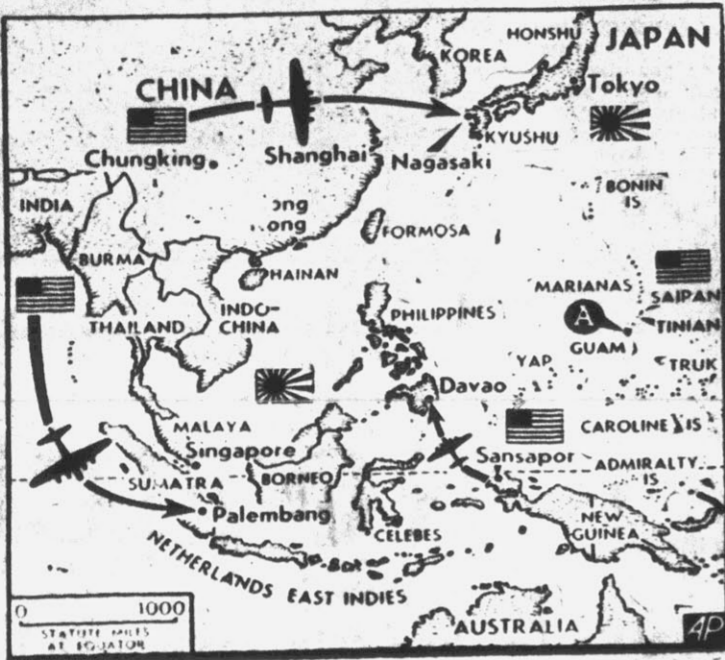 HONSHU
JAPAN
KOREA
CHINA
Tokyo
KYUSHU
Chungking
Shanghai
Nagasaki
INDIA
BONIN
IS
ong
ong
FORMOSA
BURMA
HAINAN
MARIANAS
SAIPAN
INDO-
CHINA
PHILIPPINES
A
TINIAN
THAILAND
GUAM
YAP
TRUK
Davao
MALAYA
Singapore
CAROLINE IS
Sansapor
ADMIRALTY
IS
SUMATRA
BORNEO
Palembang
NEW
GUINEA
CELEBES
NETHERLANDS EAST INDIES
0 1000
STATUTE MILES
AT EQUATOR
AUSTRALIA
AP